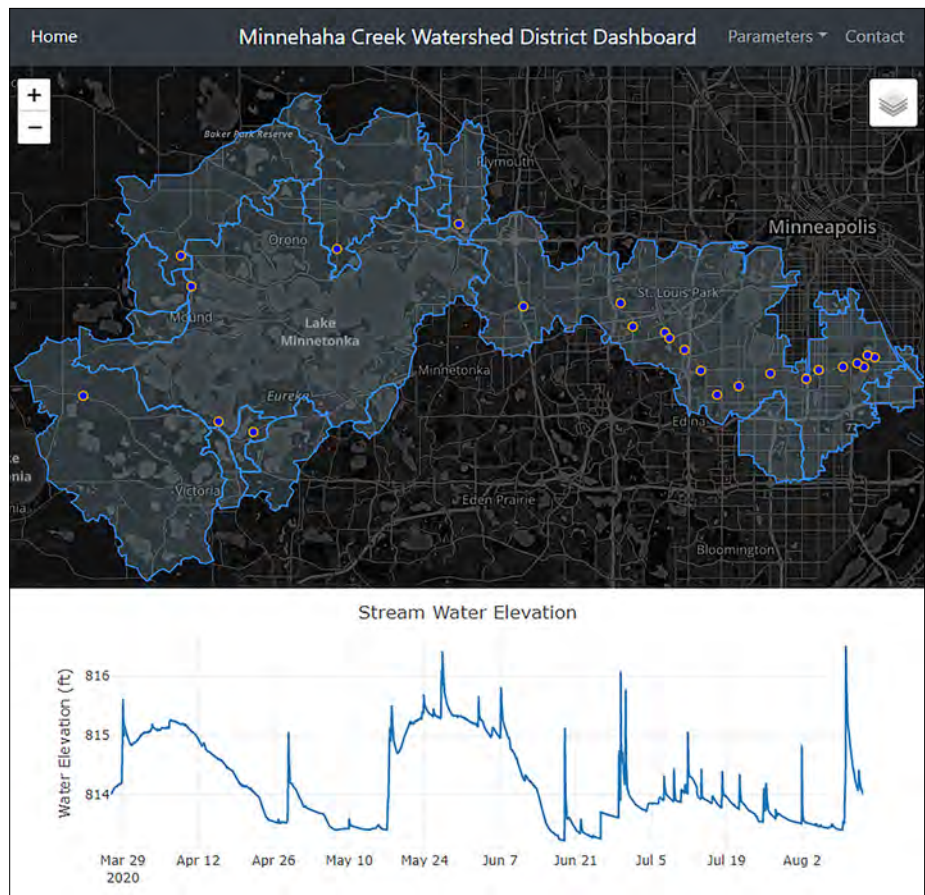 Home
Minnehaha Creek Watershed District Dashboard
Parameters
Contact
+
−
Baker Park Reserve
Plymouth
Minneapolis
Orono
St. Louis Park
Mound
Lake
Minnetonka
Minnetonka
Eureka
Edina
77
Victoria
Eden Prairie
Bloomington
Stream Water Elevation
Water Elevation (ft)
816
815
814
Mar 29
2020
Apr 12
Apr 26
May 10
May 24
Jun 7
Jun 21
Jul 5
Jul 19
Aug 2